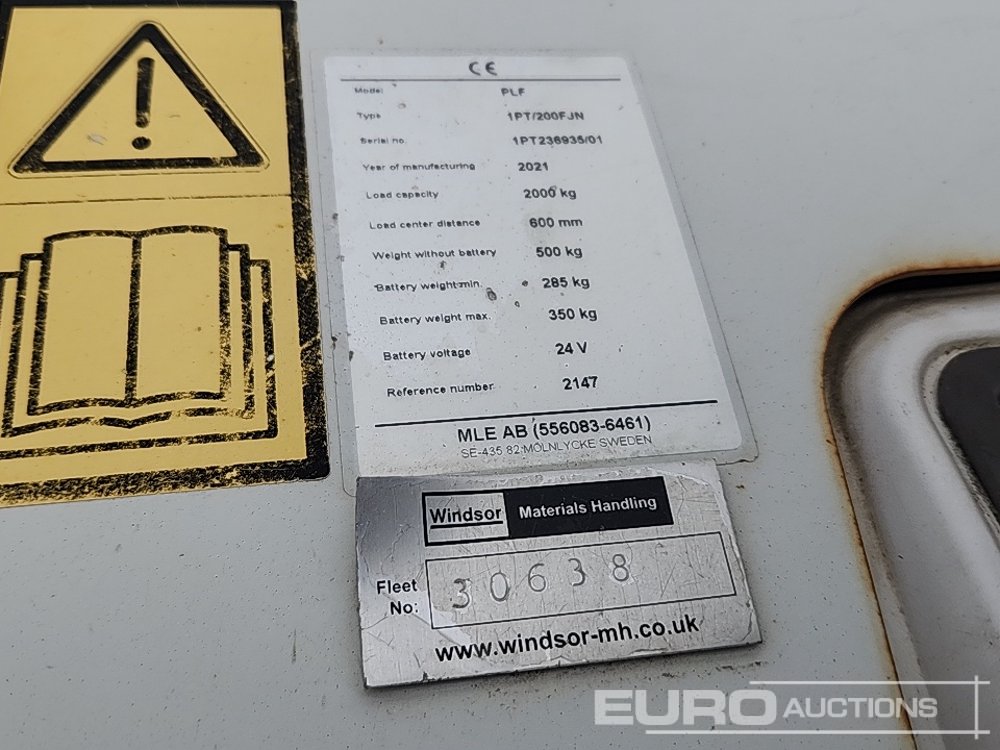 CE
Model PLF
Type 1PT/200FJN
Serial no. 1PT236935/01
Year of manufacturing 2021
Load capacity 2000 kg
Load center distance 600 mm
Weight without battery 500 kg
Battery weight min. 285 kg
Battery weight max. 350 kg
Battery voltage 24 V
Reference number 2147
MLE AB (556083-6461)
SE-435 82 MÖLNLYCKE SWEDEN
Windsor Materials Handling
Fleet No: 30638
www.windsor-mh.co.uk
EURO AUCTIONS